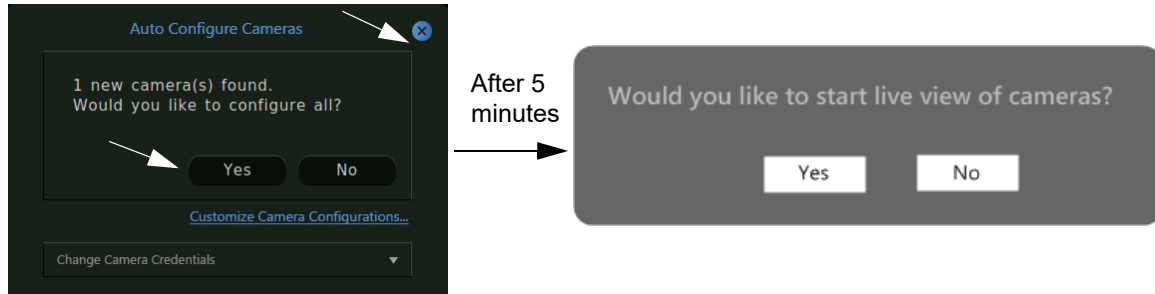 Auto Configure Cameras
1 new camera(s) found.
Would you like to configure all?
Yes No
Customize Camera Configurations...
Change Camera Credentials
After 5
minutes
Would you like to start live view of cameras?
Yes No